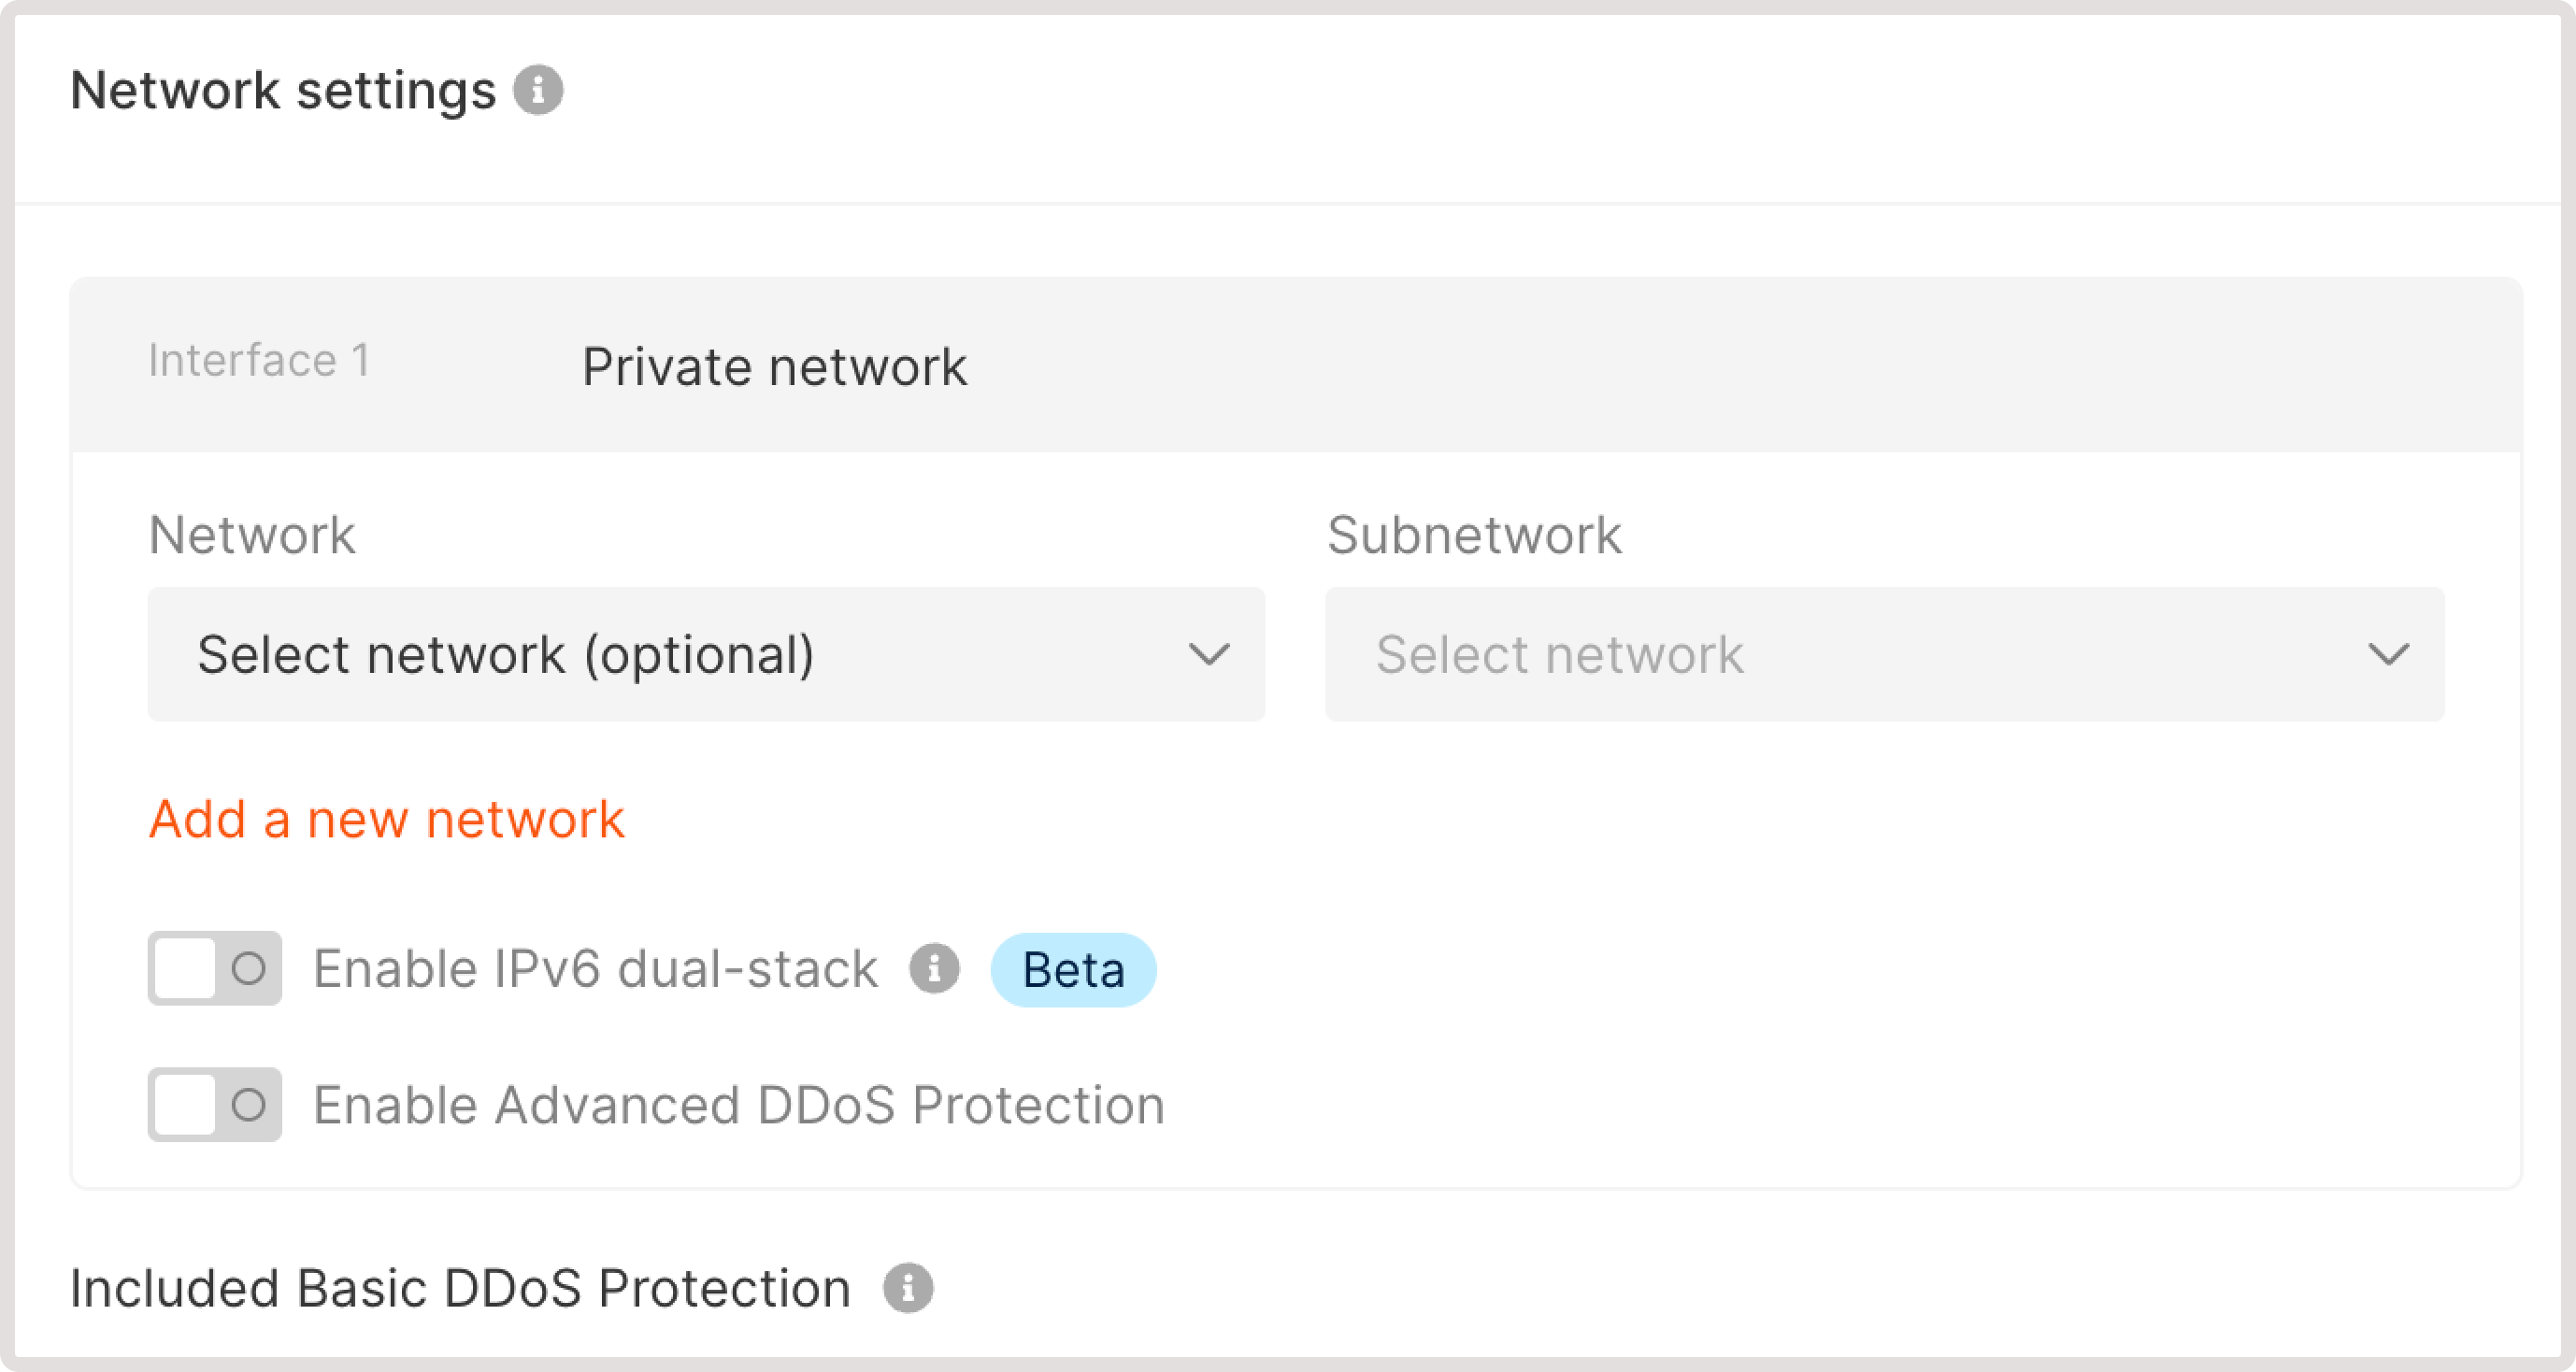 Network settings
Interface 1 Private network
Network Subnetwork
Select network (optional) Select network
Add a new network
Enable IPv6 dual-stack Beta
Enable Advanced DDoS Protection
Included Basic DDoS Protection